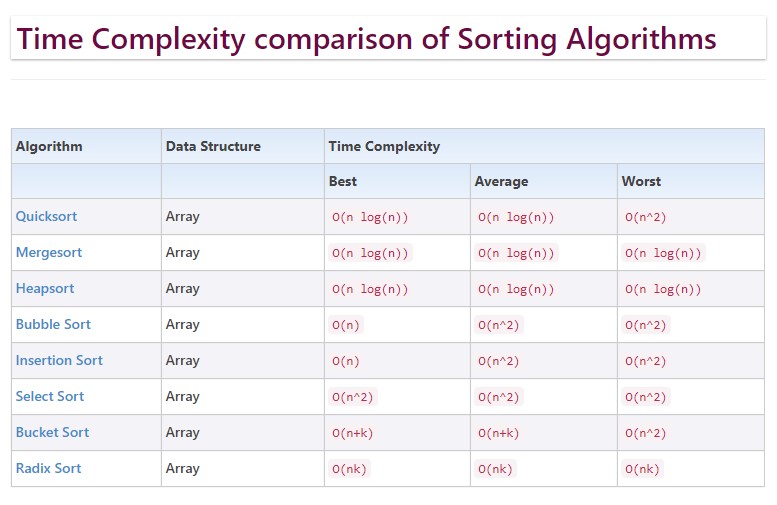 Time Complexity comparison of Sorting Algorithms
Algorithm Data Structure Time Complexity
Best Average Worst
Quicksort Array O(n log(n)) O(n log(n)) O(n^2)
Mergesort Array O(n log(n)) O(n log(n)) O(n log(n))
Heapsort Array O(n log(n)) O(n log(n)) O(n log(n))
Bubble Sort Array O(n) O(n^2) O(n^2)
Insertion Sort Array O(n) O(n^2) O(n^2)
Select Sort Array O(n^2) O(n^2) O(n^2)
Bucket Sort Array O(n+k) O(n+k) O(n^2)
Radix Sort Array O(nk) O(nk) O(nk)